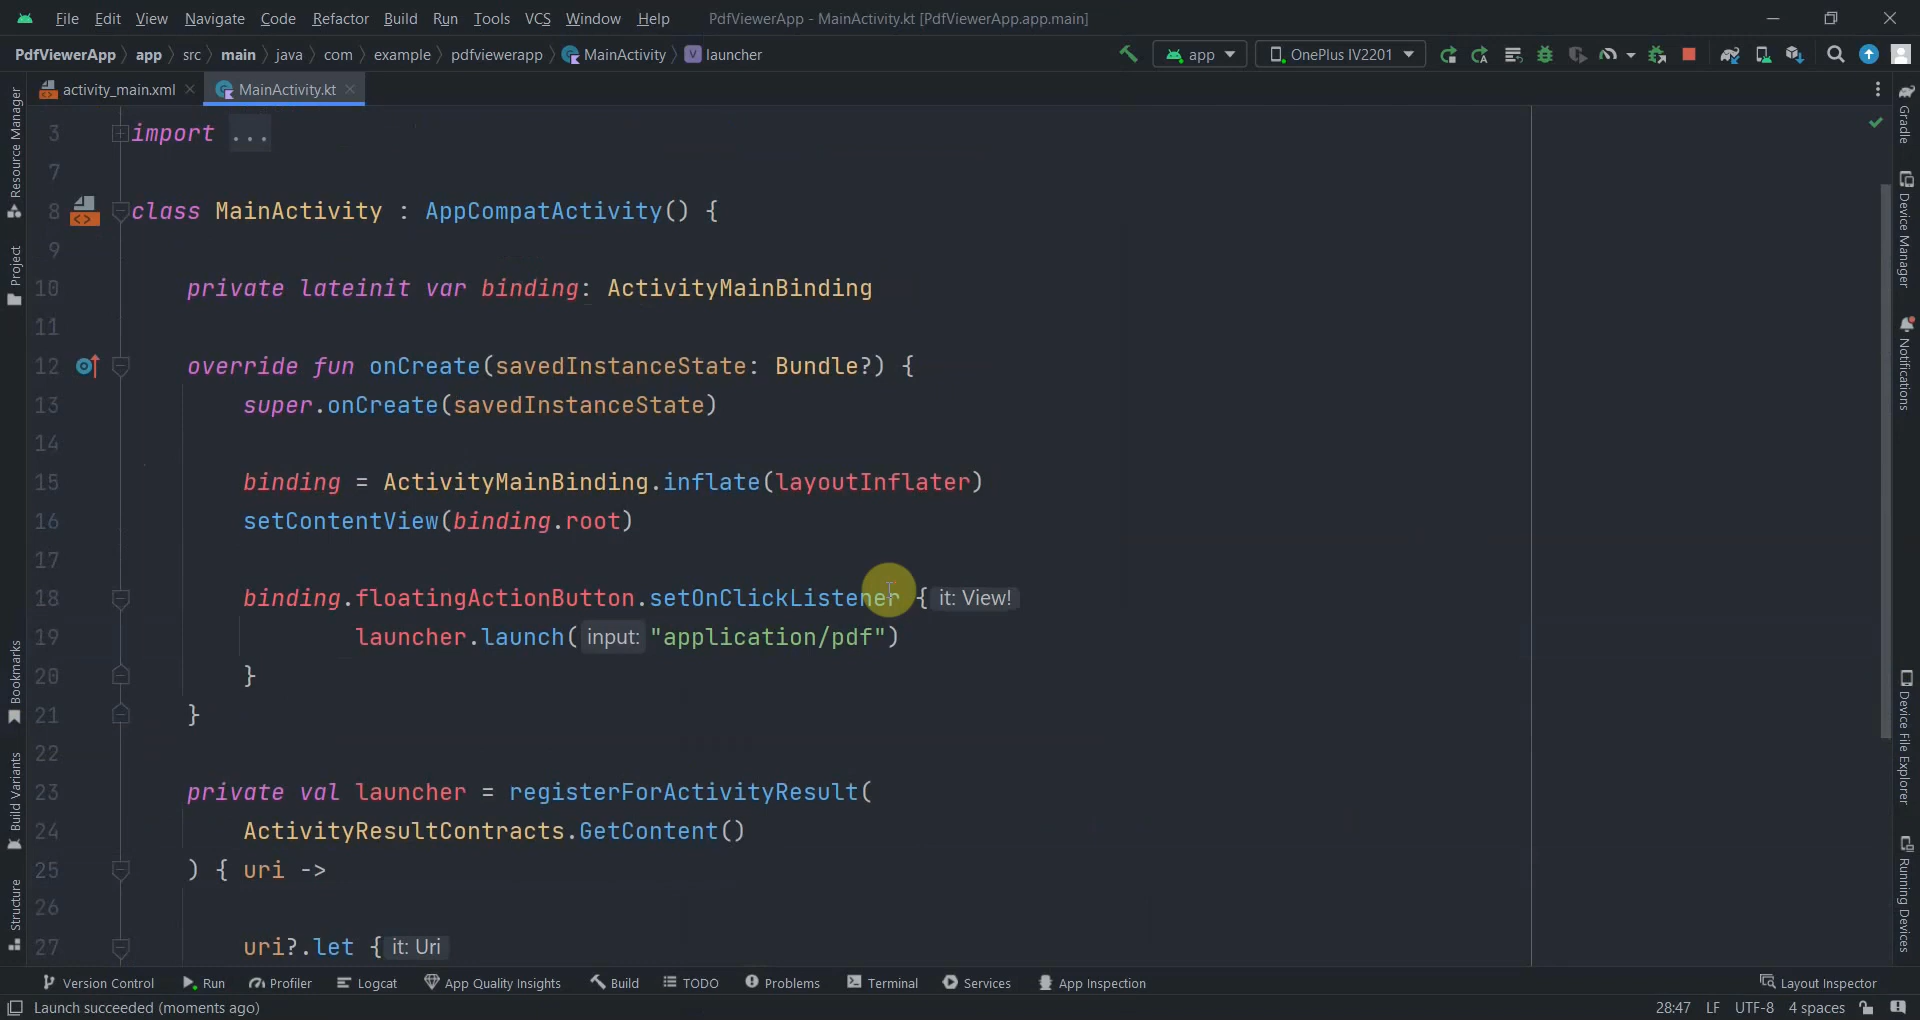 File Edit View Navigate Code Refactor Build Run Tools VCS Window Help PdfViewerApp - MainActivity.kt [PdfViewerApp.app.main]
PdfViewerApp app src main java com example pdfviewerapp MainActivity launcher app OnePlus IV2201
activity_main.xml MainActivity.kt
3 import ...
7
8 class MainActivity : AppCompatActivity() {
9
10 private lateinit var binding: ActivityMainBinding
11
12 override fun onCreate(savedInstanceState: Bundle?) {
13 super.onCreate(savedInstanceState)
14
15 binding = ActivityMainBinding.inflate(layoutInflater)
16 setContentView(binding.root)
17
18 binding.floatingActionButton.setOnClickListener { it: View!
19 launcher.launch( input: "application/pdf")
20 }
21 }
22
23 private val launcher = registerForActivityResult(
24 ActivityResultContracts.GetContent()
25 ) { uri ->
26
27 uri?.let { it: Uri
Resource Manager
Project
Bookmarks
Build Variants
Structure
Gradle
Device Manager
Notifications
Device File Explorer
Running Devices
Version Control Run Profiler Logcat App Quality Insights Build TODO Problems Terminal Services App Inspection Layout Inspector
Launch succeeded (moments ago) 28:47 LF UTF-8 4 spaces